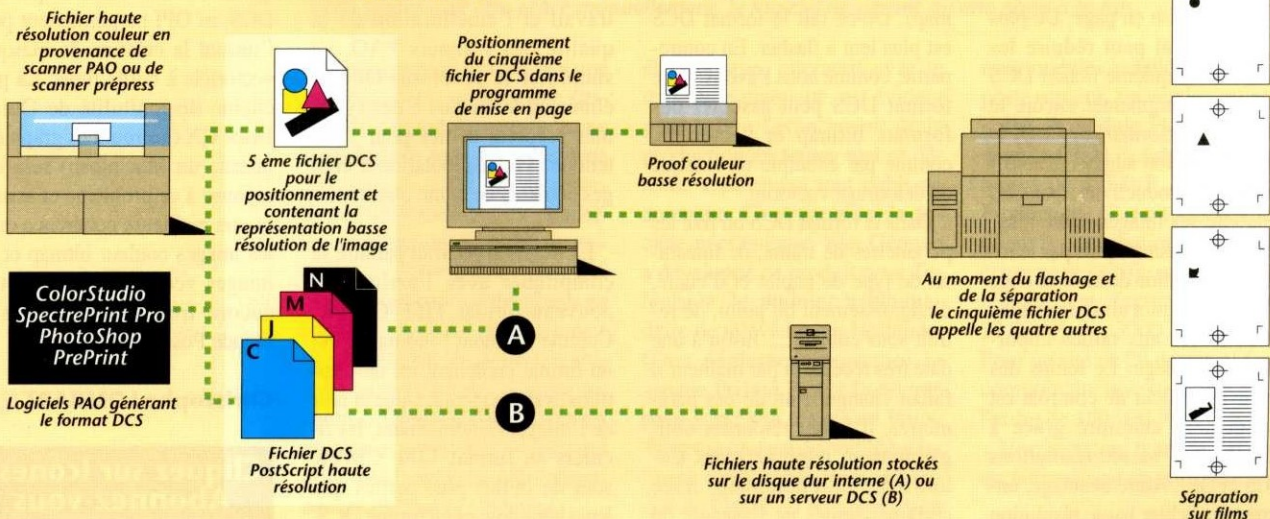 Fichier haute
résolution couleur en
provenance de
scanner PAO ou de
scanner prépress
ColorStudio
SpectrePrint Pro
PhotoShop
PrePrint
Logiciels PAO générant
le format DCS
5 ème fichier DCS
pour le
positionnement et
contenant la
représentation basse
résolution de l'image
N
M
J
C
Fichier DCS
PostScript haute
résolution
Positionnement
du cinquième
fichier DCS dans le
programme
de mise en page
A
B
Proof couleur
basse résolution
Fichiers haute résolution stockés
sur le disque dur interne (A) ou
sur un serveur DCS (B)
Au moment du flashage et
de la séparation
le cinquième fichier DCS
appelle les quatre autres
Séparation
sur films